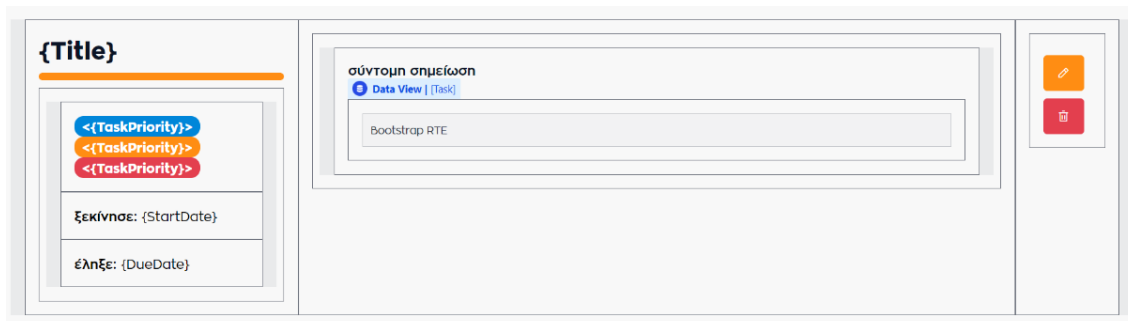 {Title}
<{TaskPriority}>
<{TaskPriority}>
<{TaskPriority}>
ξεκίνησε: {StartDate}
έληξε: {DueDate}
σύντομη σημείωση
Data View | [Task]
Bootstrap RTE